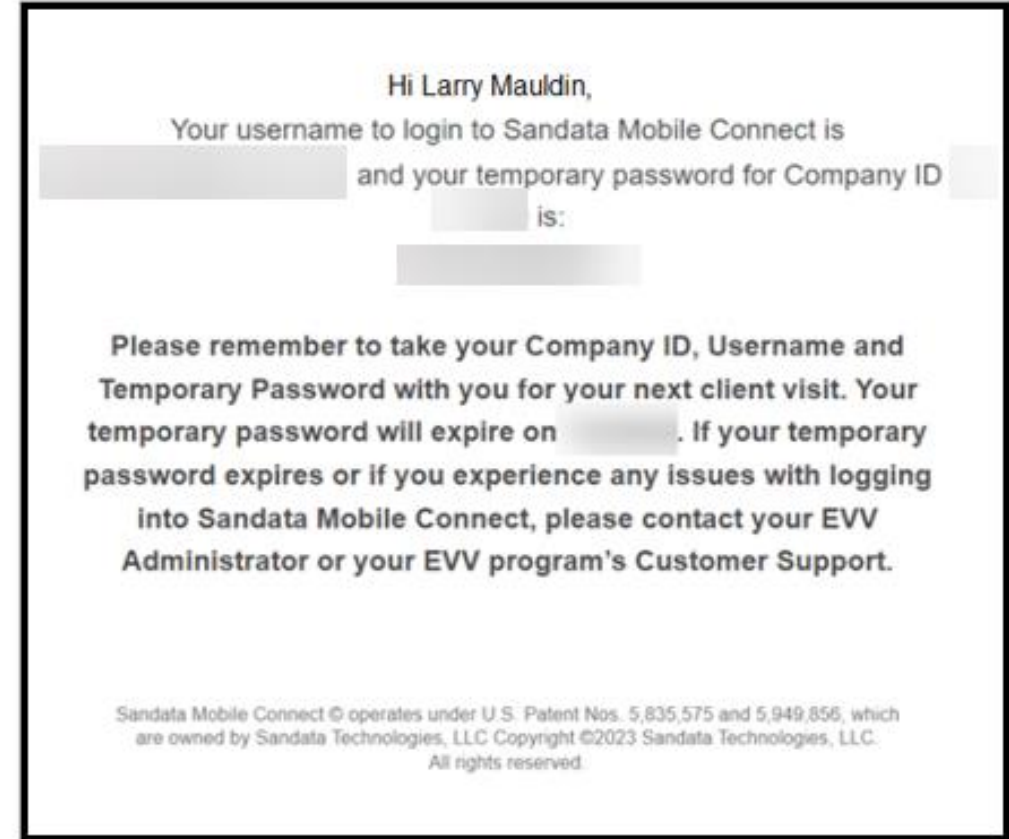 Hi Larry Mauldin,
Your username to login to Sandata Mobile Connect is
and your temporary password for Company ID
is:
Please remember to take your Company ID, Username and
Temporary Password with you for your next client visit. Your
temporary password will expire on . If your temporary
password expires or if you experience any issues with logging
into Sandata Mobile Connect, please contact your EVV
Administrator or your EVV program's Customer Support.
Sandata Mobile Connect © operates under U.S. Patent Nos. 5,835,575 and 5,949,856, which
are owned by Sandata Technologies, LLC Copyright ©2023 Sandata Technologies, LLC.
All rights reserved.